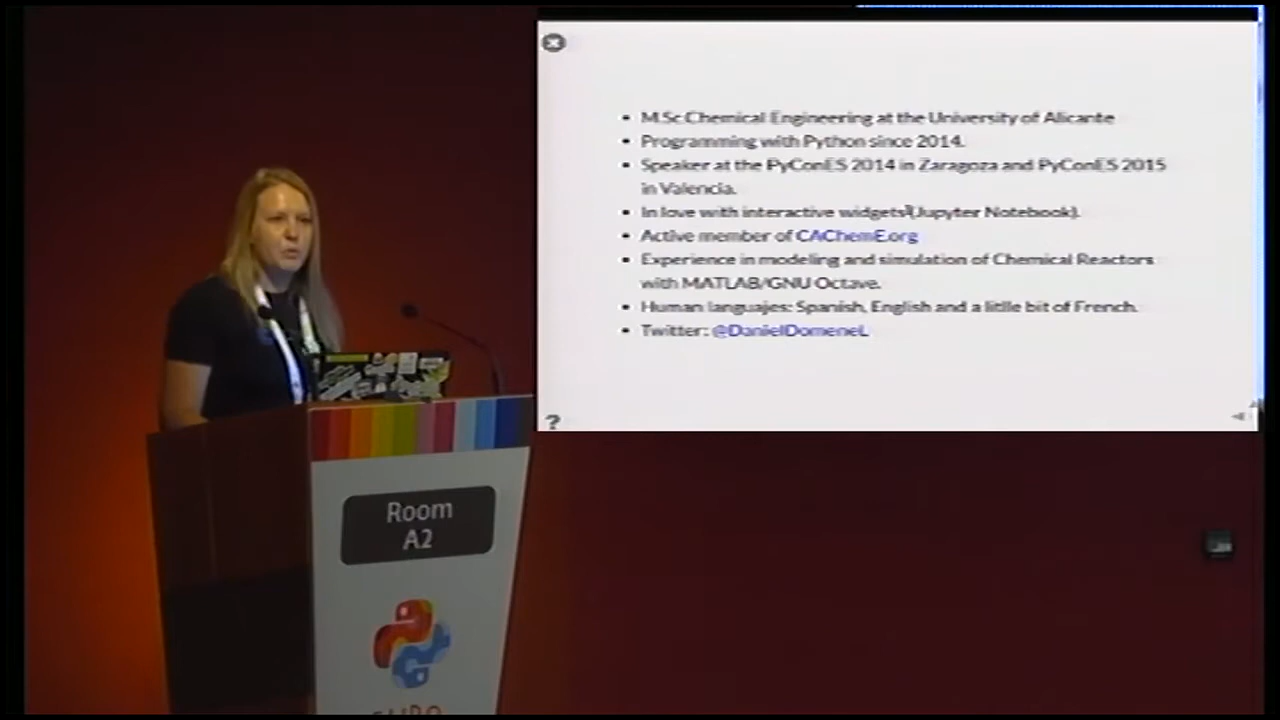 M.Sc Chemical Engineering at the University of Alicante
Programming with Python since 2014.
Speaker at the PyConES 2014 in Zaragoza and PyConES 2015
in Valencia.
In love with interactive widgets (Jupyter Notebook).
Active member of CAChemE.org
Experience in modeling and simulation of Chemical Reactors
with MATLAB/GNU Octave.
Human languajes: Spanish, English and a litlle bit of French.
Twitter: @DanielDomeneL
?
Room
A2
EURO